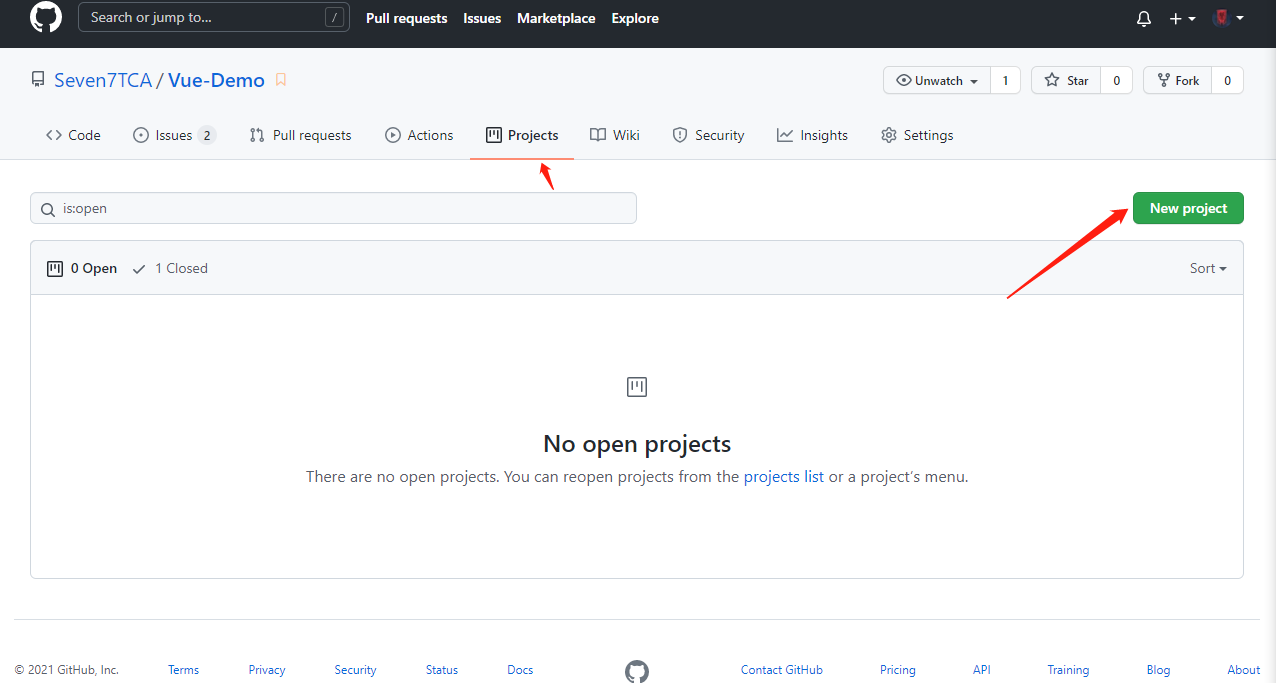 Search or jump to... / Pull requests Issues Marketplace Explore
Seven7TCA / Vue-Demo Unwatch 1 Star 0 Fork 0
Code Issues 2 Pull requests Actions Projects Wiki Security Insights Settings
is:open New project
0 Open 1 Closed Sort
No open projects
There are no open projects. You can reopen projects from the projects list or a project’s menu.
© 2021 GitHub, Inc. Terms Privacy Security Status Docs Contact GitHub Pricing API Training Blog About